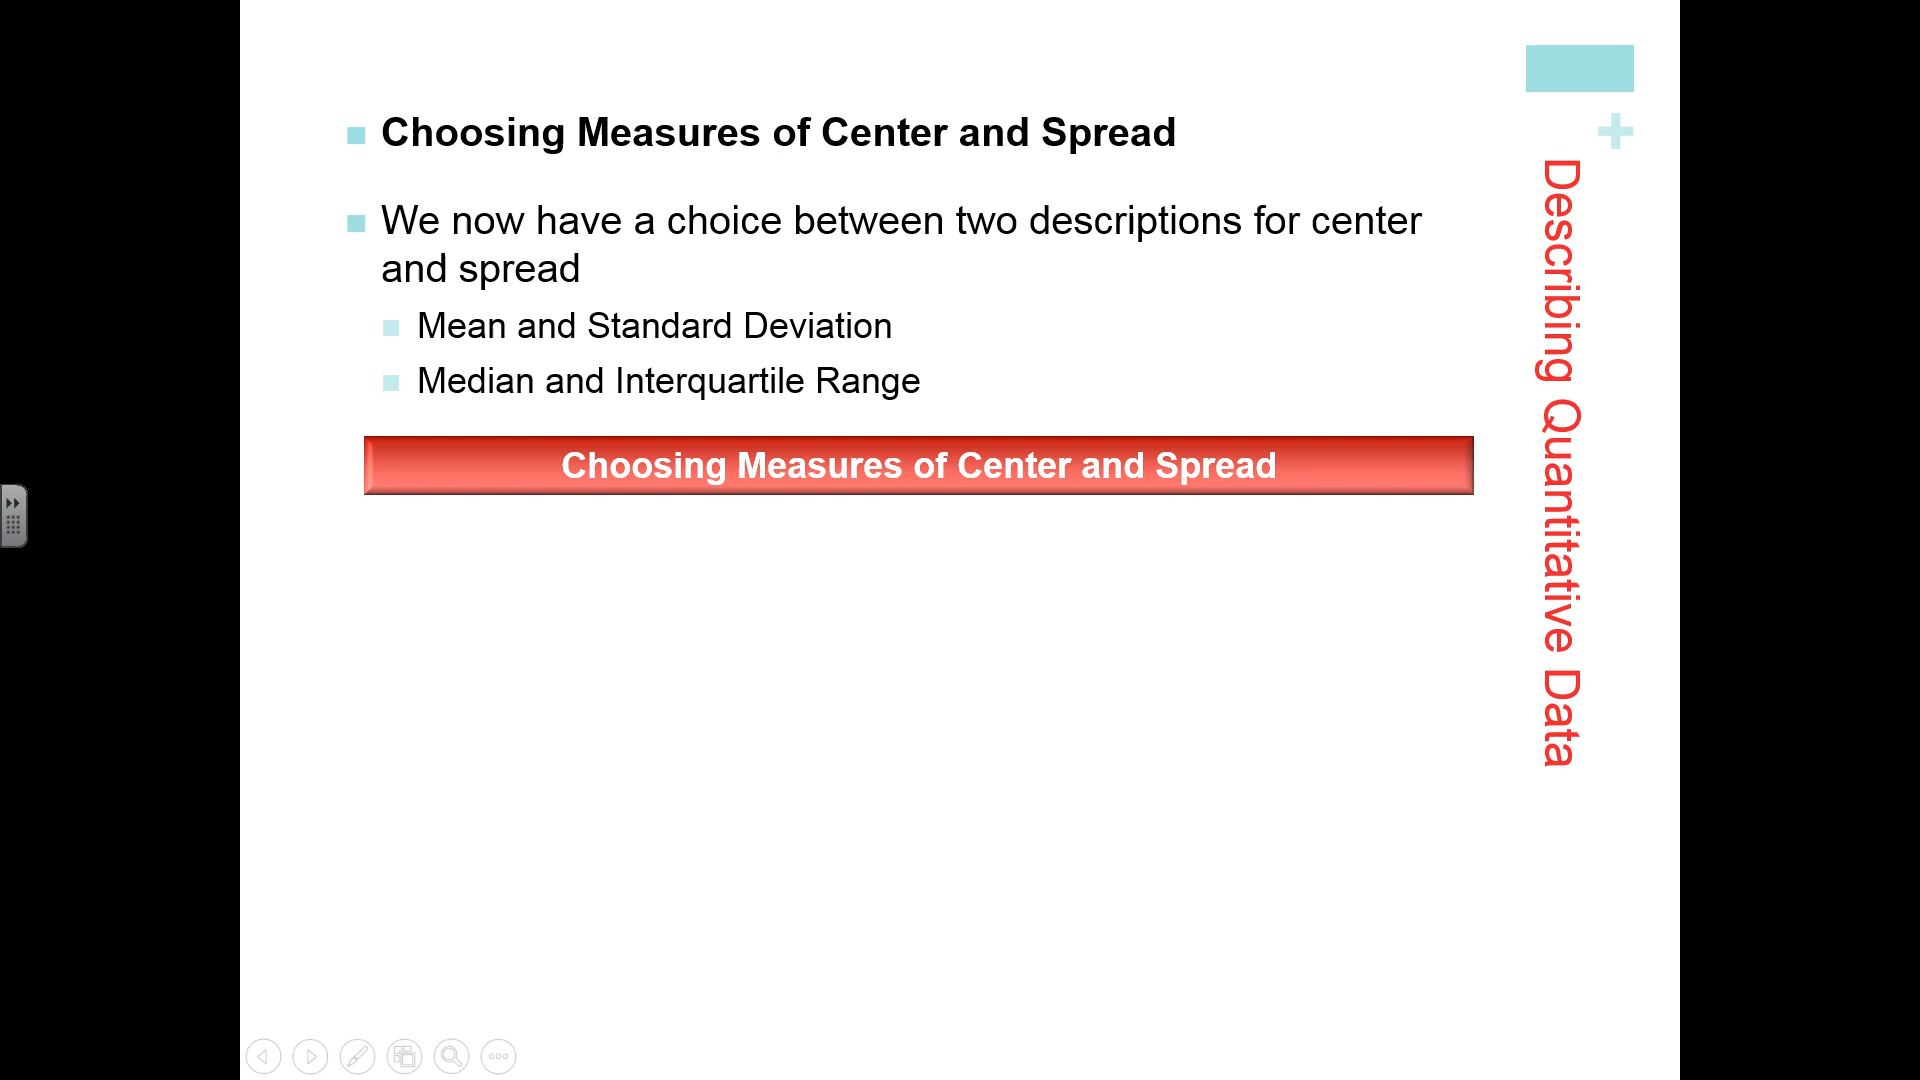 Choosing Measures of Center and Spread
We now have a choice between two descriptions for center
and spread
Mean and Standard Deviation
Median and Interquartile Range
Choosing Measures of Center and Spread
+
Describing Quantitative Data